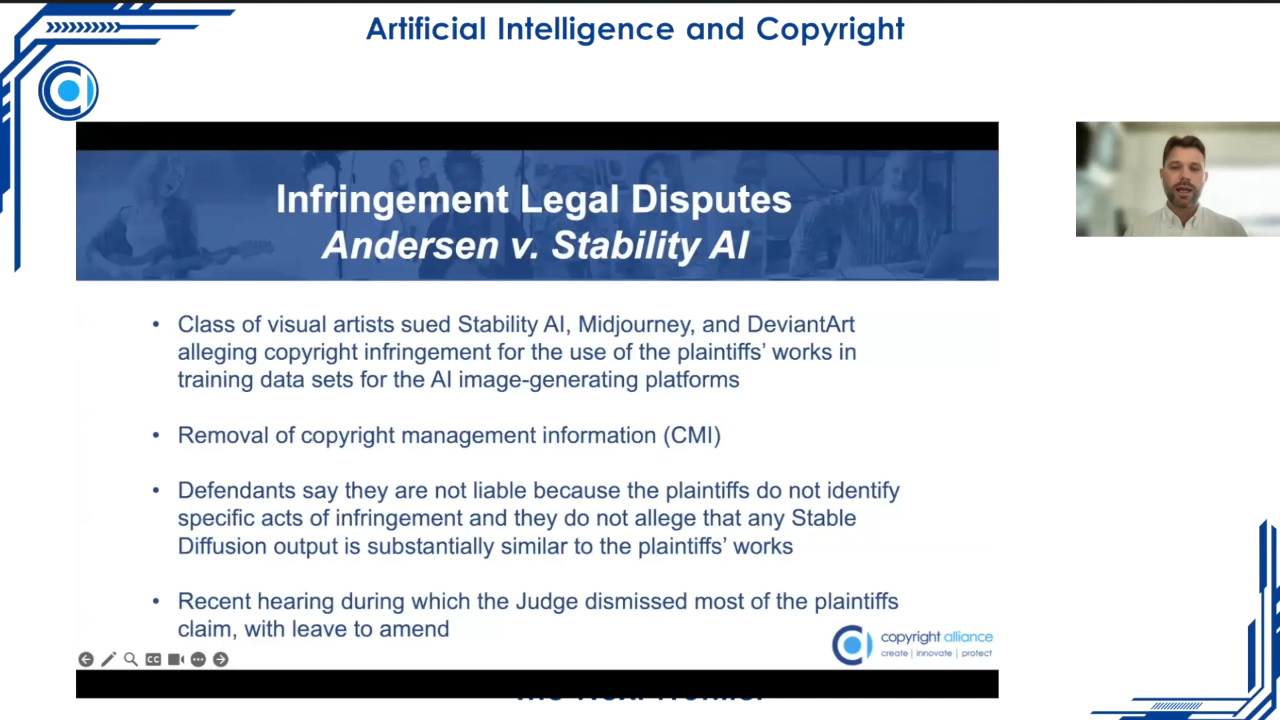 Artificial Intelligence and Copyright
Infringement Legal Disputes
Andersen v. Stability AI
• Class of visual artists sued Stability AI, Midjourney, and DeviantArt
alleging copyright infringement for the use of the plaintiffs’ works in
training data sets for the AI image-generating platforms
• Removal of copyright management information (CMI)
• Defendants say they are not liable because the plaintiffs do not identify
specific acts of infringement and they do not allege that any Stable
Diffusion output is substantially similar to the plaintiffs’ works
• Recent hearing during which the Judge dismissed most of the plaintiffs
claim, with leave to amend
copyright alliance
create | innovate | protect
CC